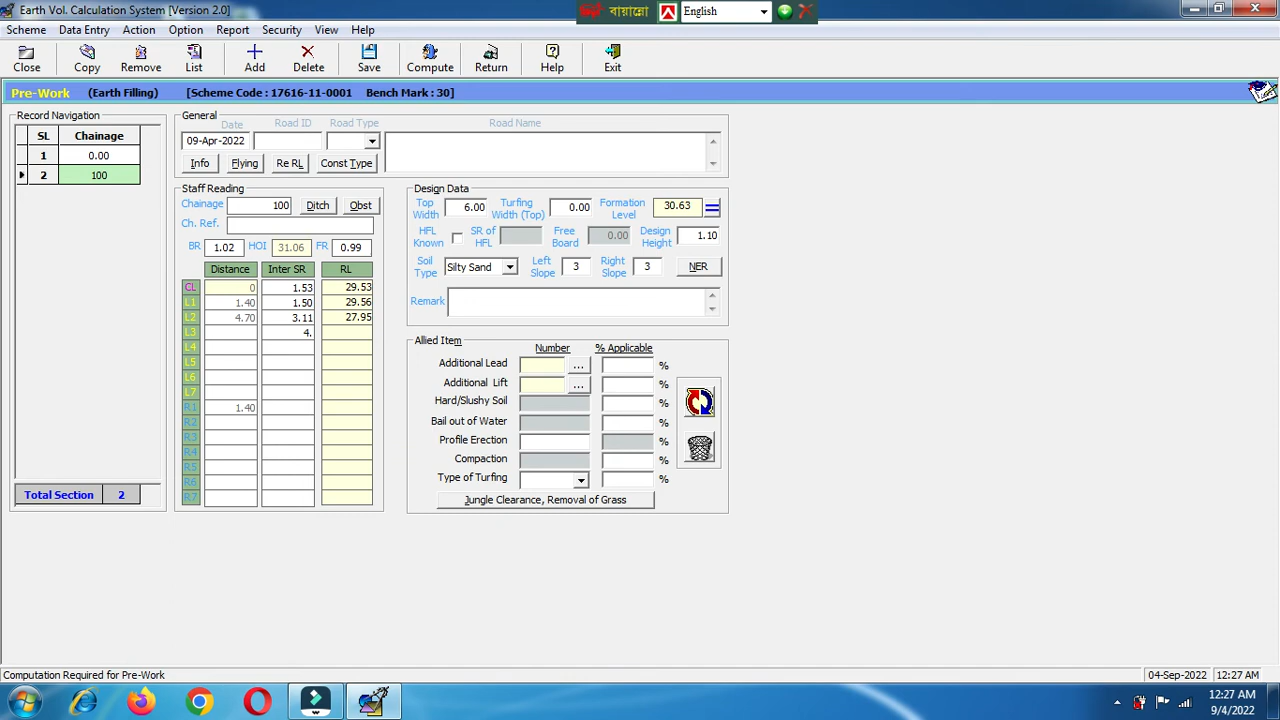 Earth Vol. Calculation System [Version 2.0]
বায়ান্নো English
Scheme Data Entry Action Option Report Security View Help
Close Copy Remove List Add Delete Save Compute Return Help Exit
Pre-Work (Earth Filling) [Scheme Code : 17616-11-0001 Bench Mark : 30]
Record Navigation
SL Chainage
1 0.00
2 100
Total Section 2
General
Date Road ID Road Type Road Name
09-Apr-2022
Info Flying Re RL Const Type
Staff Reading
Chainage 100 Ditch Obst
Ch. Ref.
BR 1.02 HOI 31.06 FR 0.99
Distance Inter SR RL
CL 0 1.53 29.53
L1 1.40 1.50 29.56
L2 4.70 3.11 27.95
L3 4.
L4
L5
L6
L7
R1 1.40
R2
R3
R4
R5
R6
R7
Design Data
Top Width 6.00 Turfing Width (Top) 0.00 Formation Level 30.63
HFL Known SR of HFL Free Board 0.00 Design Height 1.10
Soil Type Silty Sand Left Slope 3 Right Slope 3 NER
Remark
Allied Item
Number % Applicable
Additional Lead ... %
Additional Lift ... %
Hard/Slushy Soil %
Bail out of Water %
Profile Erection %
Compaction %
Type of Turfing %
Jungle Clearance, Removal of Grass
Computation Required for Pre-Work 04-Sep-2022 12:27 AM
12:27 AM
9/4/2022